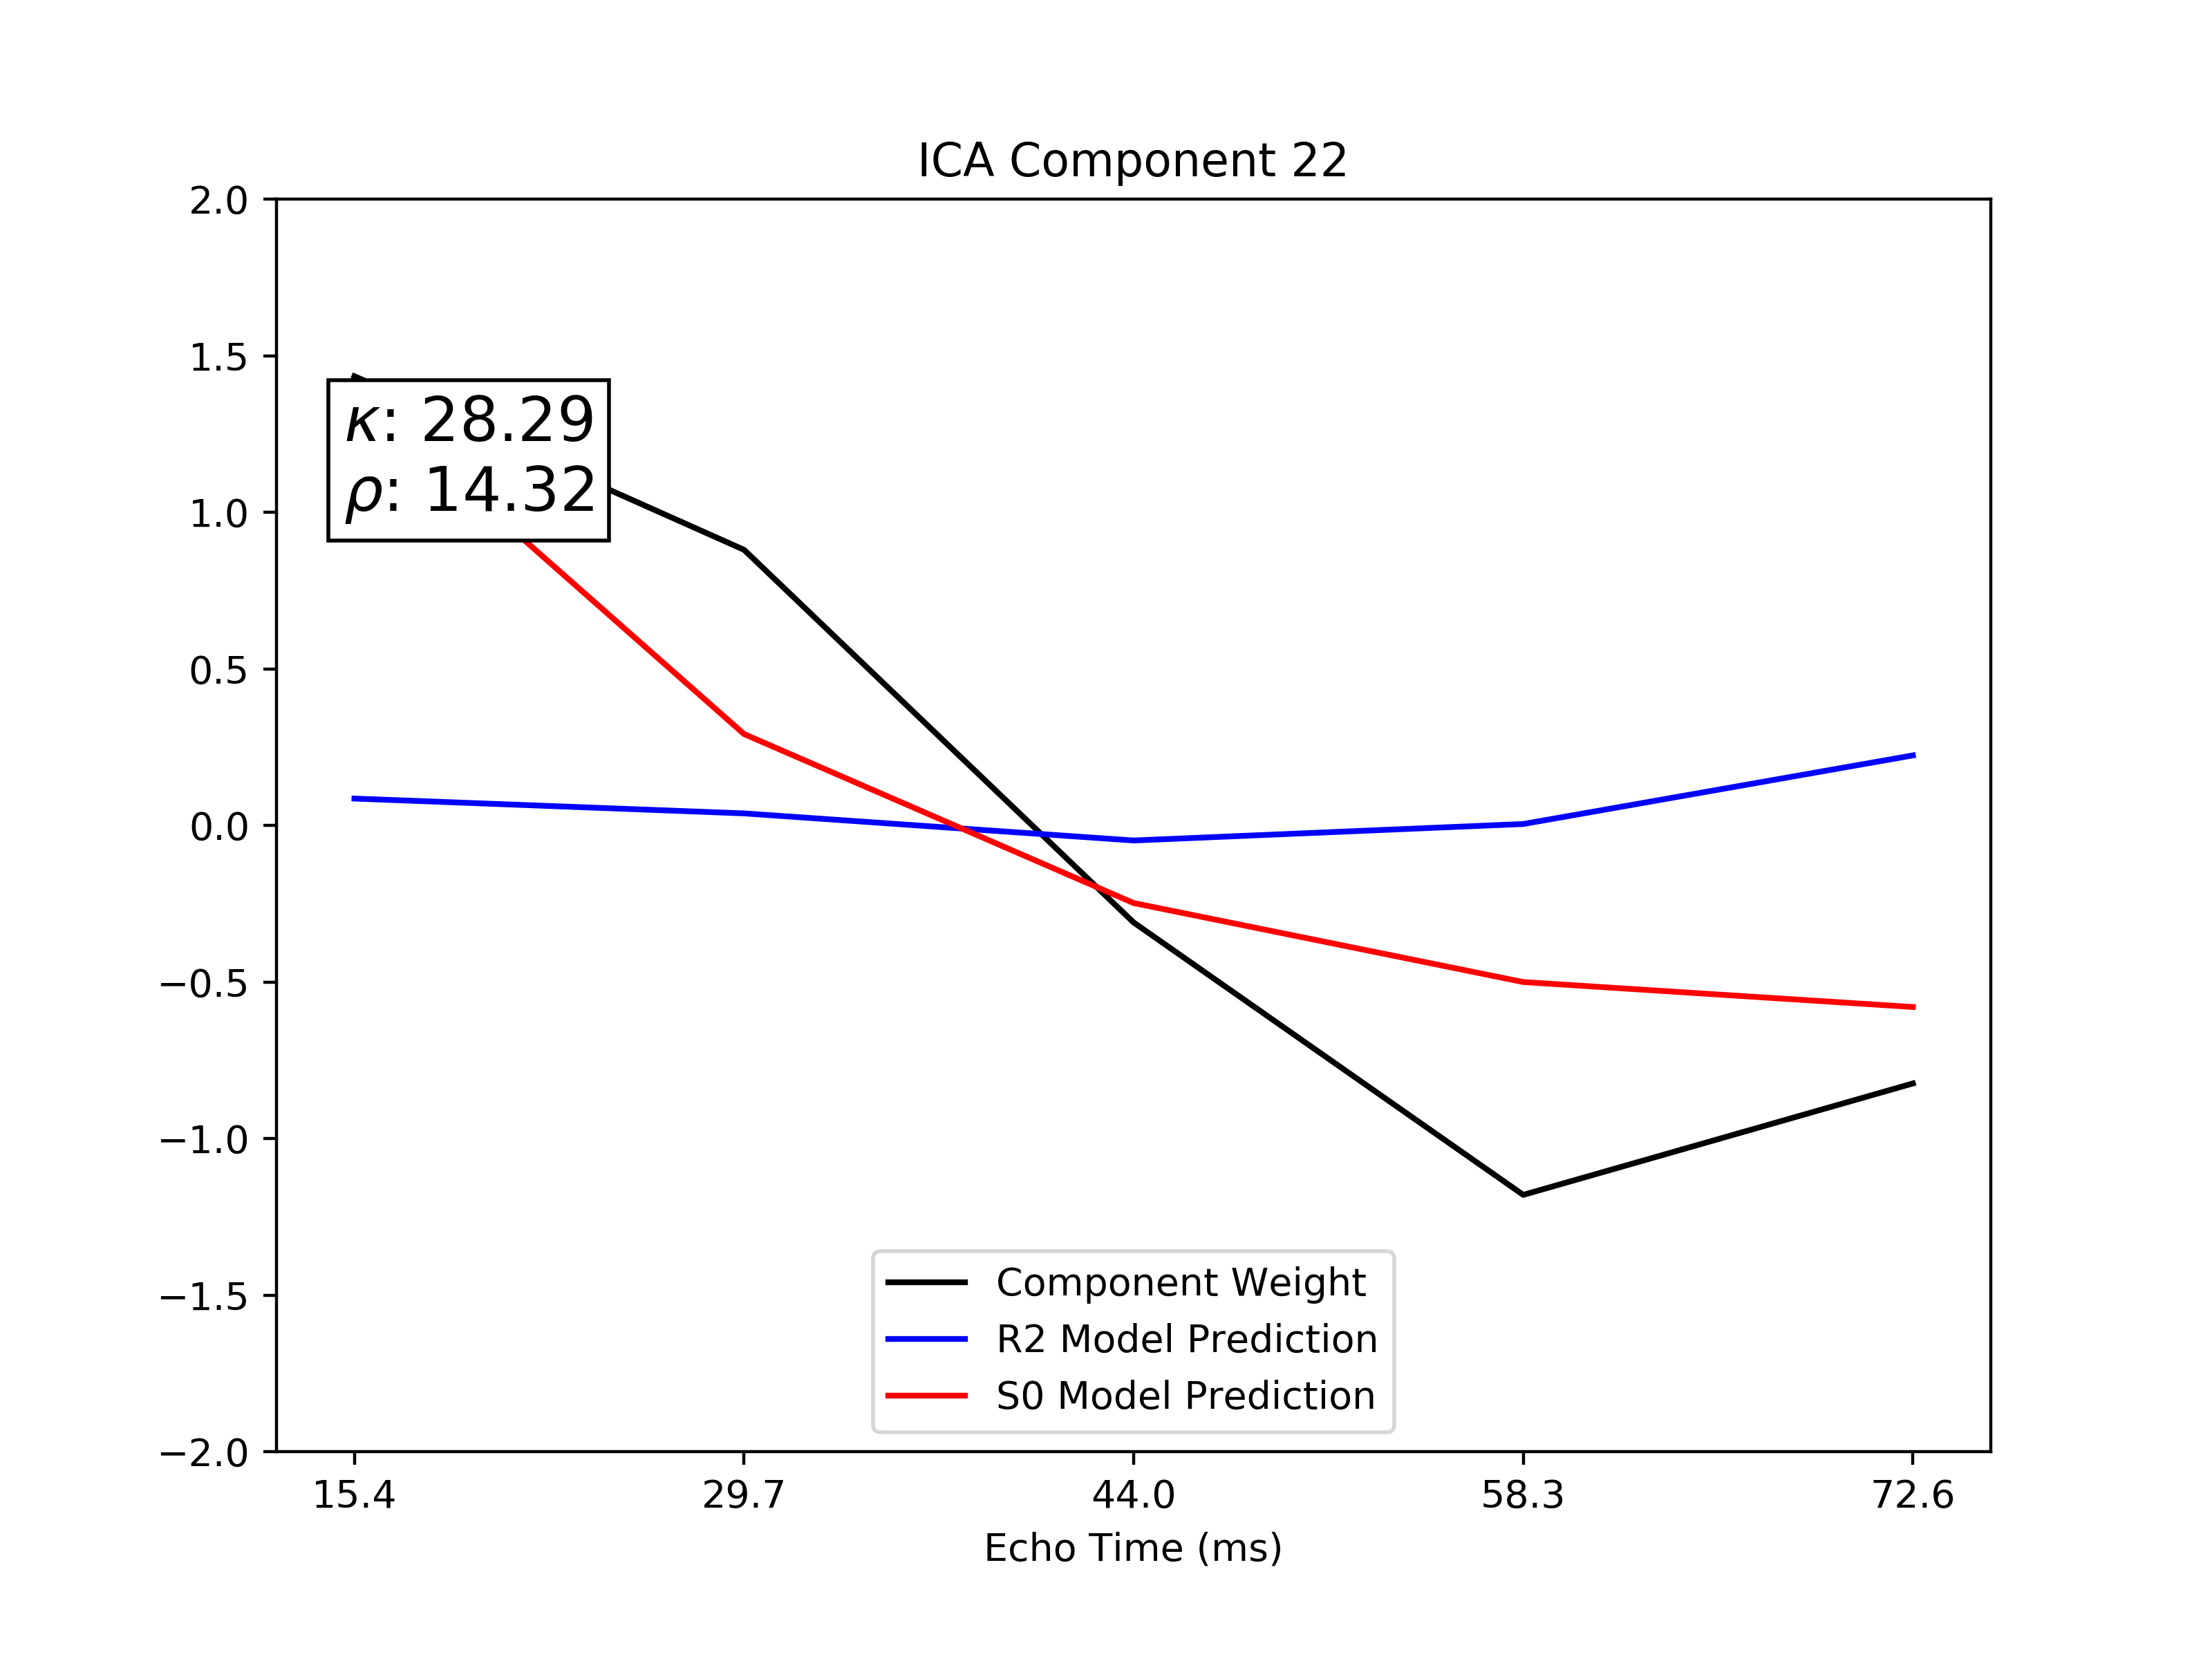 ICA Component 22
2.0
1.5
1.0
0.5
0.0
−0.5
−1.0
−1.5
−2.0
κ: 28.29
ρ: 14.32
Component Weight
R2 Model Prediction
S0 Model Prediction
15.4 29.7 44.0 58.3 72.6
Echo Time (ms)